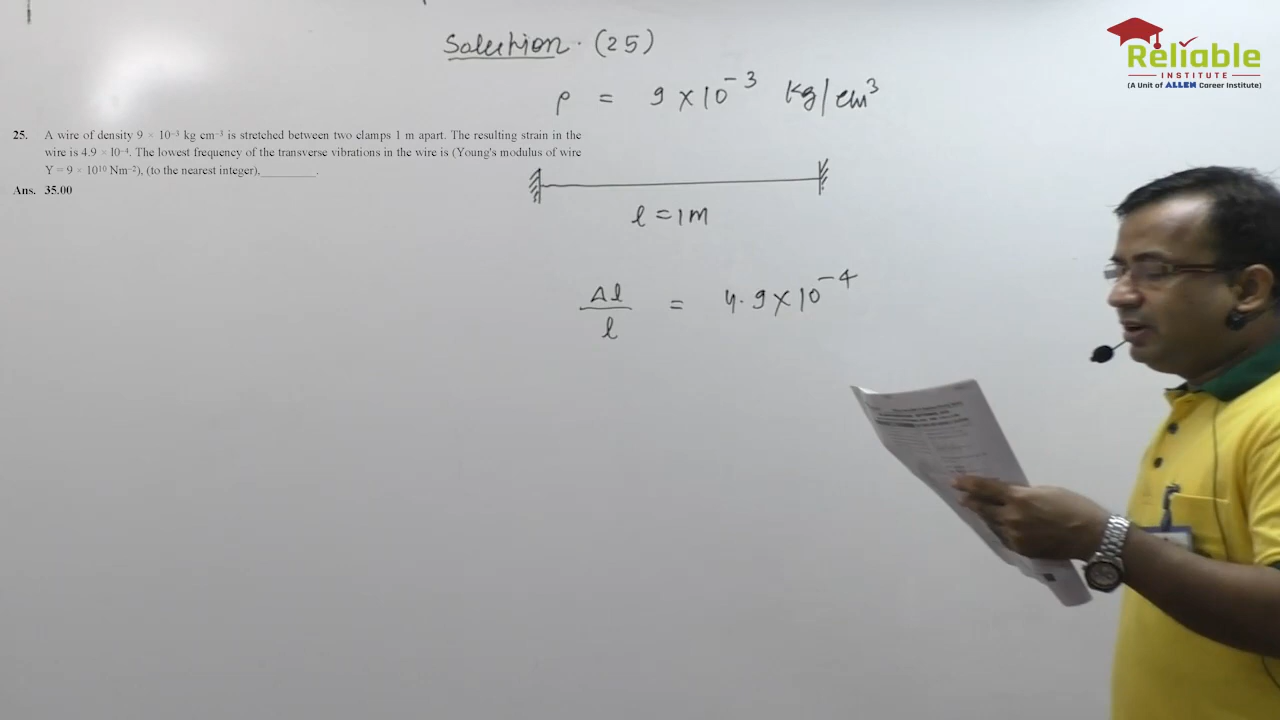 Solution. (25)
ρ = 9 × 10⁻³ kg/cm³
25. A wire of density 9 × 10⁻³ kg cm⁻³ is stretched between two clamps 1 m apart. The resulting strain in the
wire is 4.9 × 10⁻⁴. The lowest frequency of the transverse vibrations in the wire is (Young's modulus of wire
Y = 9 × 10¹⁰ Nm⁻²), (to the nearest integer),_________.
Ans. 35.00
l = 1m
Δl/l = 4.9 × 10⁻⁴
Reliable
INSTITUTE
(A Unit of ALLEN Career Institute)